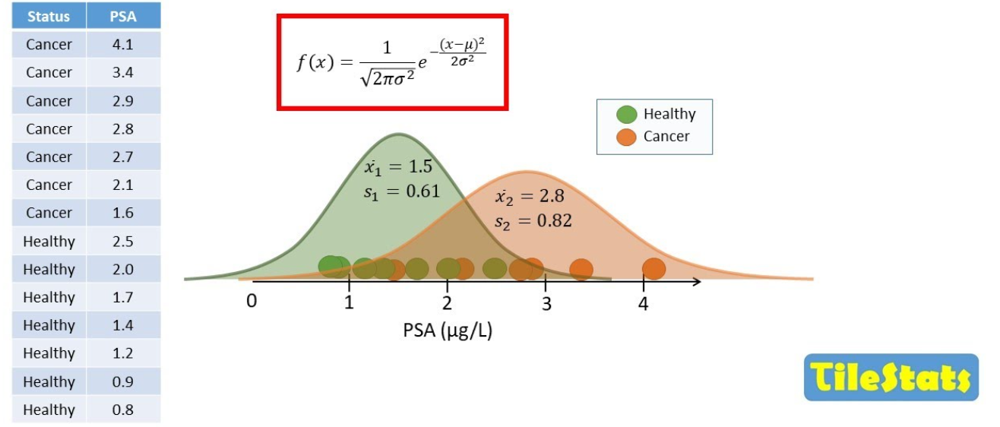 Status PSA
Cancer 4.1
Cancer 3.4
Cancer 2.9
Cancer 2.8
Cancer 2.7
Cancer 2.1
Cancer 1.6
Healthy 2.5
Healthy 2.0
Healthy 1.7
Healthy 1.4
Healthy 1.2
Healthy 0.9
Healthy 0.8
f(x) = 1/√(2πσ²) e^(−(x−μ)²/(2σ²))
Healthy
Cancer
ẋ₁ = 1.5
s₁ = 0.61
ẋ₂ = 2.8
s₂ = 0.82
0 1 2 3 4
PSA (µg/L)
TileStats